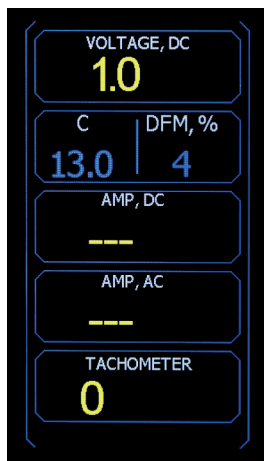 VOLTAGE, DC
1.0
C DFM, %
13.0 4
AMP, DC
---
AMP, AC
---
TACHOMETER
0